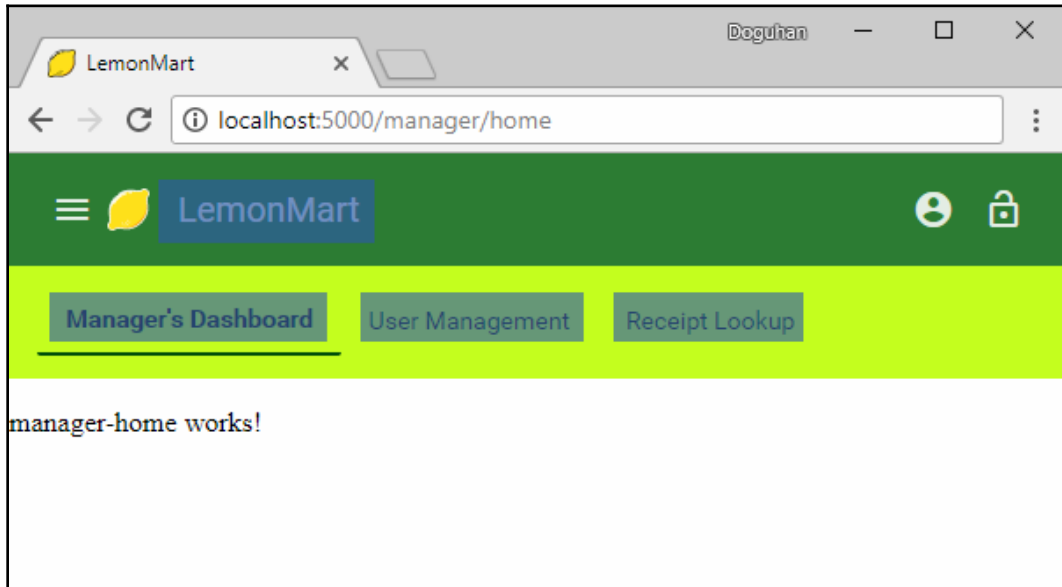 Doguhan
LemonMart
localhost:5000/manager/home
LemonMart
Manager's Dashboard User Management Receipt Lookup
manager-home works!